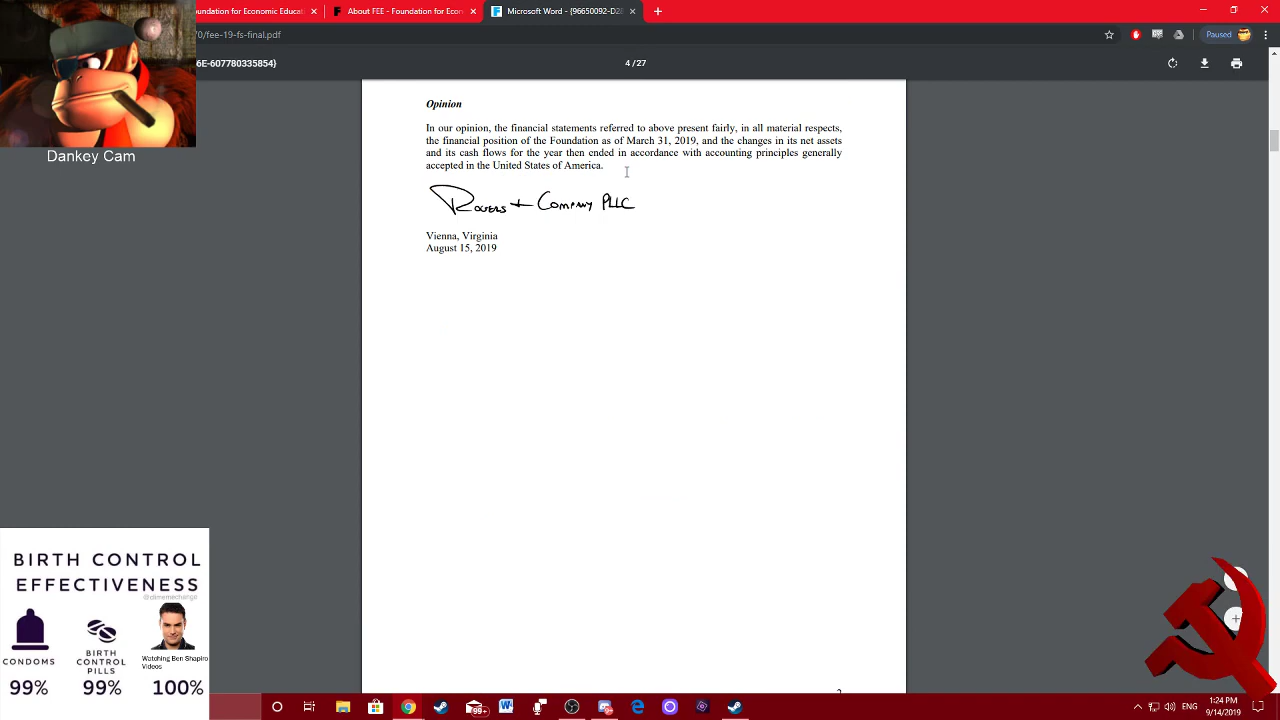 undation for Economic Educati
About FEE - Foundation for Econ
Microsoft Word - {96650092-D2E
0/fee-19-fs-final.pdf
Paused
6E-607780335854}
4 / 27
Dankey Cam
Opinion
In our opinion, the financial statements referred to above present fairly, in all material respects,
the financial position of the Foundation as of March 31, 2019, and the changes in its net assets
and its cash flows for the year then ended in accordance with accounting principles generally
accepted in the United States of America.
Rogers + Company PLLC
Vienna, Virginia
August 15, 2019
BIRTH CONTROL
EFFECTIVENESS
CONDOMS
99%
BIRTH
CONTROL
PILLS
99%
Watching Ben Shapiro
Videos
100%
99+
ENG
1:24 PM
9/14/2019